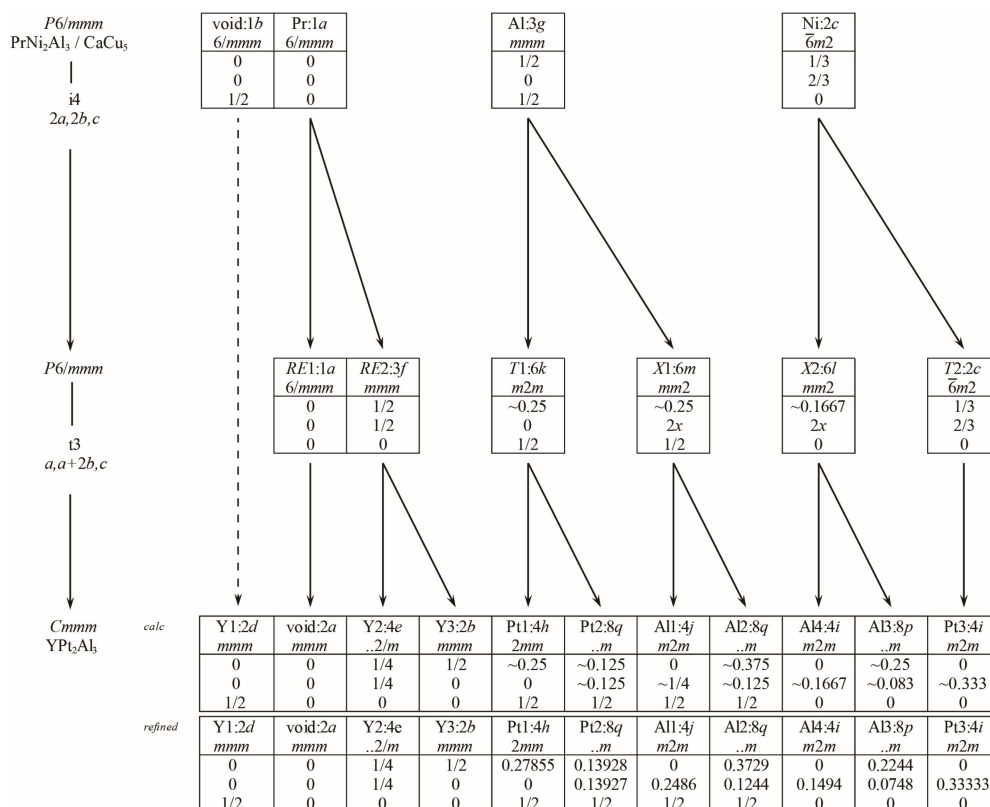 P6/mmm
PrNi₂Al₃ / CaCu₅
i4
2a,2b,c
void:1b Pr:1a Al:3g Ni:2c
6/mmm 6/mmm mmm 6̅m2
0 0 1/2 1/3
0 0 0 2/3
1/2 0 1/2 0
P6/mmm
t3
a,a+2b,c
RE1:1a RE2:3f T1:6k X1:6m X2:6l T2:2c
6/mmm mmm m2m mm2 mm2 6̅m2
0 1/2 ~0.25 ~0.25 ~0.1667 1/3
0 1/2 0 2x 2x 2/3
0 0 1/2 1/2 0 0
Cmmm
YPt₂Al₃
calc
Y1:2d void:2a Y2:4e Y3:2b Pt1:4h Pt2:8q Al1:4j Al2:8q Al4:4i Al3:8p Pt3:4i
mmm mmm ..2/m mmm 2mm ..m m2m ..m m2m ..m m2m
0 0 1/4 1/2 ~0.25 ~0.125 0 ~0.375 0 ~0.25 0
0 0 1/4 0 0 ~0.125 ~1/4 ~0.125 ~0.1667 ~0.083 ~0.333
1/2 0 0 0 1/2 1/2 1/2 1/2 0 0 0
refined
Y1:2d void:2a Y2:4e Y3:2b Pt1:4h Pt2:8q Al1:4j Al2:8q Al4:4i Al3:8p Pt3:4i
mmm mmm ..2/m mmm 2mm ..m m2m ..m m2m ..m m2m
0 0 1/4 1/2 0.27855 0.13928 0 0.3729 0 0.2244 0
0 0 1/4 0 0 0.13927 0.2486 0.1244 0.1494 0.0748 0.33333
1/2 0 0 0 1/2 1/2 1/2 1/2 0 0 0